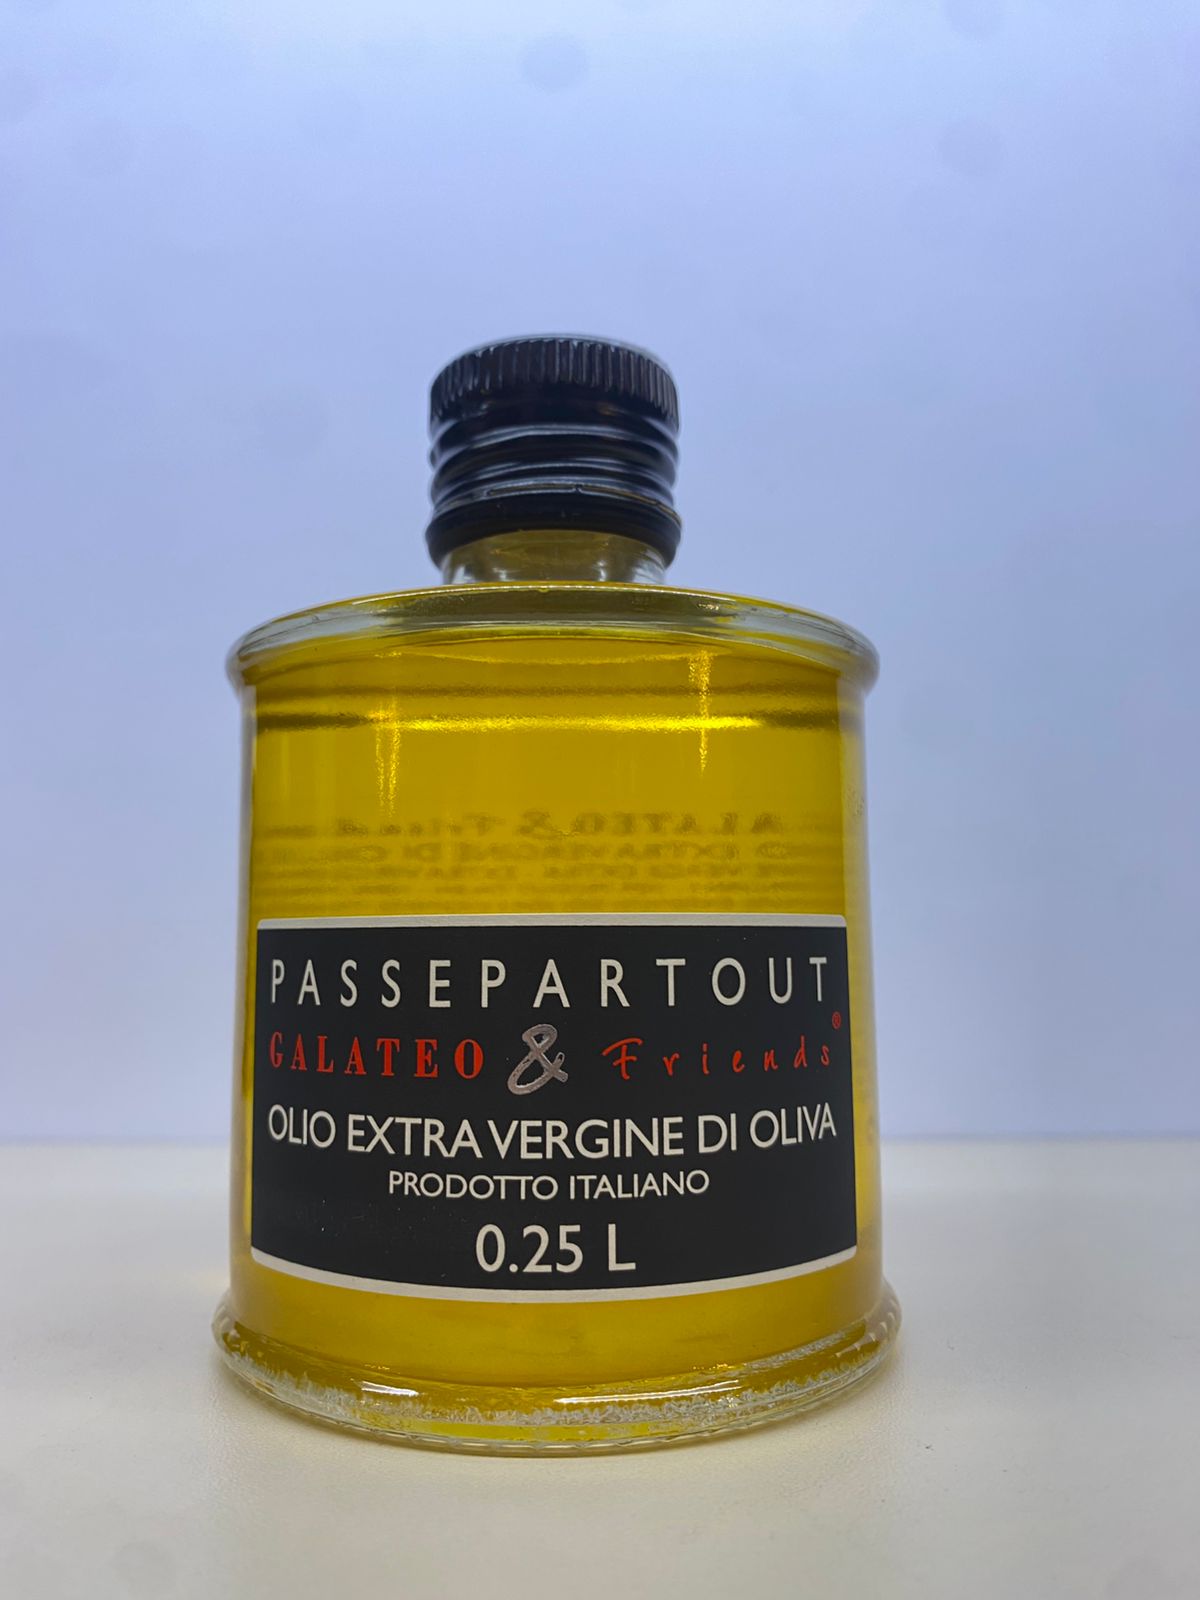 PASSEPARTOUT
GALATEO & Friends®
OLIO EXTRA VERGINE DI OLIVA
PRODOTTO ITALIANO
0.25 L